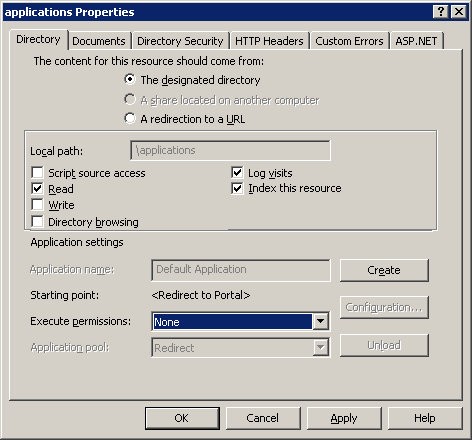 applications Properties
Directory Documents Directory Security HTTP Headers Custom Errors ASP.NET
The content for this resource should come from:
The designated directory
A share located on another computer
A redirection to a URL
Local path: \applications
Script source access Log visits
Read Index this resource
Write
Directory browsing
Application settings
Application name: Default Application Create
Starting point: <Redirect to Portal>
Configuration...
Execute permissions: None
Application pool: Redirect Unload
OK Cancel Apply Help